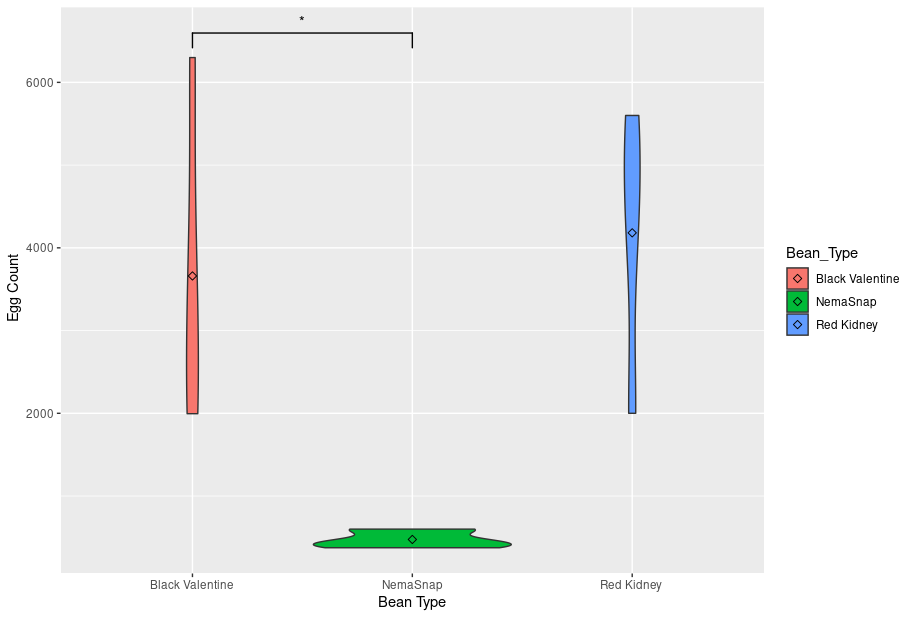 *
6000
4000
2000
Egg Count
Black Valentine
NemaSnap
Red Kidney
Bean Type
Bean_Type
Black Valentine
NemaSnap
Red Kidney